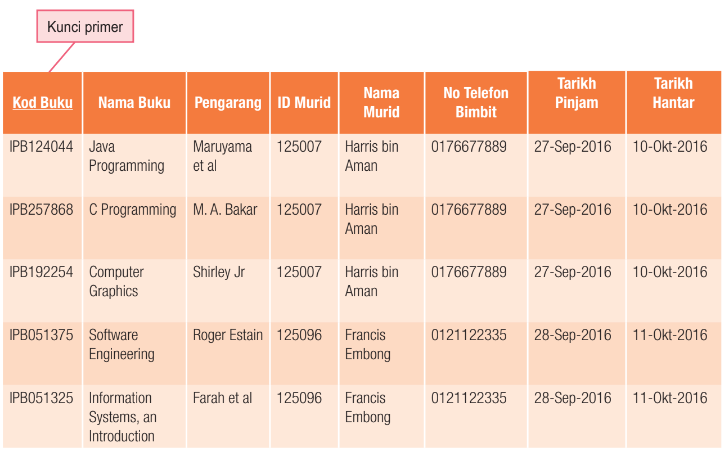 Kunci primer
Kod Buku
Nama Buku
Pengarang
ID Murid
Nama
Murid
No Telefon
Bimbit
Tarikh
Pinjam
Tarikh
Hantar
IPB124044
Java
Programming
Maruyama
et al
125007
Harris bin
Aman
0176677889
27-Sep-2016
10-Okt-2016
IPB257868
C Programming
M. A. Bakar
125007
Harris bin
Aman
0176677889
27-Sep-2016
10-Okt-2016
IPB192254
Computer
Graphics
Shirley Jr
125007
Harris bin
Aman
0176677889
27-Sep-2016
10-Okt-2016
IPB051375
Software
Engineering
Roger Estain
125096
Francis
Embong
0121122335
28-Sep-2016
11-Okt-2016
IPB051325
Information
Systems, an
Introduction
Farah et al
125096
Francis
Embong
0121122335
28-Sep-2016
11-Okt-2016